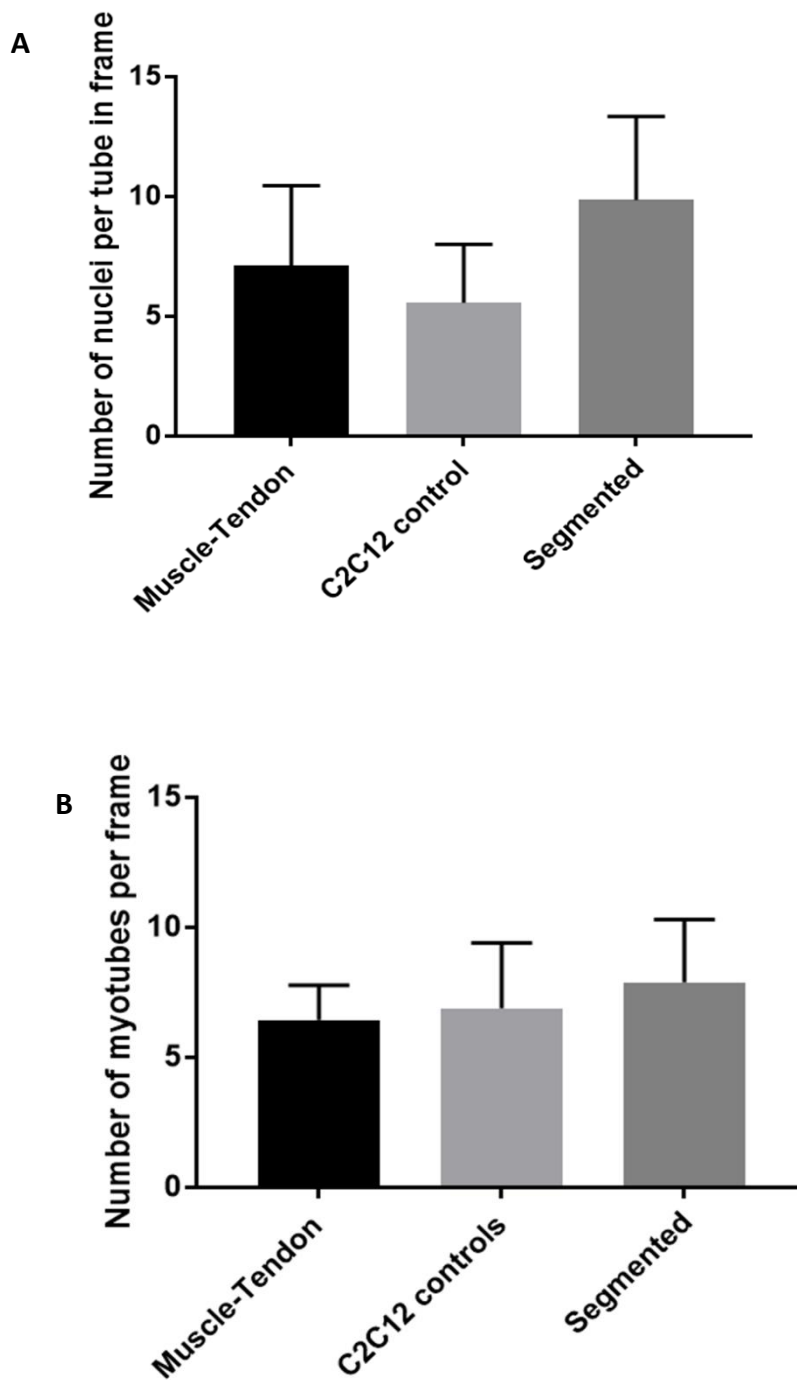 A
Number of nuclei per tube in frame
15
10
5
0
Muscle-Tendon
C2C12 control
Segmented
B
Number of myotubes per frame
15
10
5
0
Muscle-Tendon
C2C12 controls
Segmented